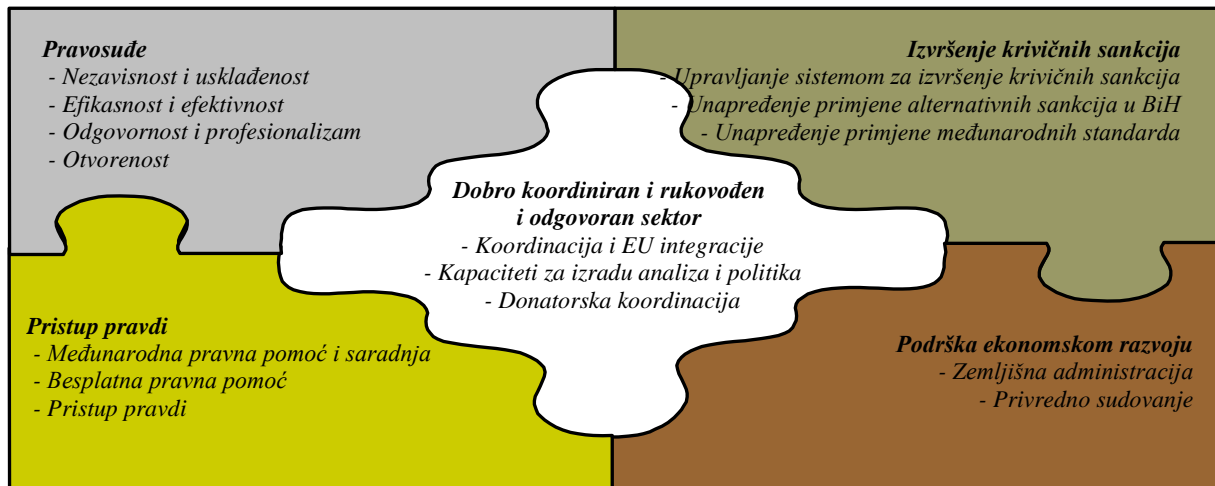 Pravosuđe
- Nezavisnost i usklađenost
- Efikasnost i efektivnost
- Odgovornost i profesionalizam
- Otvorenost
Izvršenje krivičnih sankcija
- Upravljanje sistemom za izvršenje krivičnih sankcija
- Unapređenje primjene alternativnih sankcija u BiH
- Unapređenje primjene međunarodnih standarda
Dobro koordiniran i rukovođen
i odgovoran sektor
- Koordinacija i EU integracije
- Kapaciteti za izradu analiza i politika
- Donatorska koordinacija
Pristup pravdi
- Međunarodna pravna pomoć i saradnja
- Besplatna pravna pomoć
- Pristup pravdi
Podrška ekonomskom razvoju
- Zemljišna administracija
- Privredno sudovanje